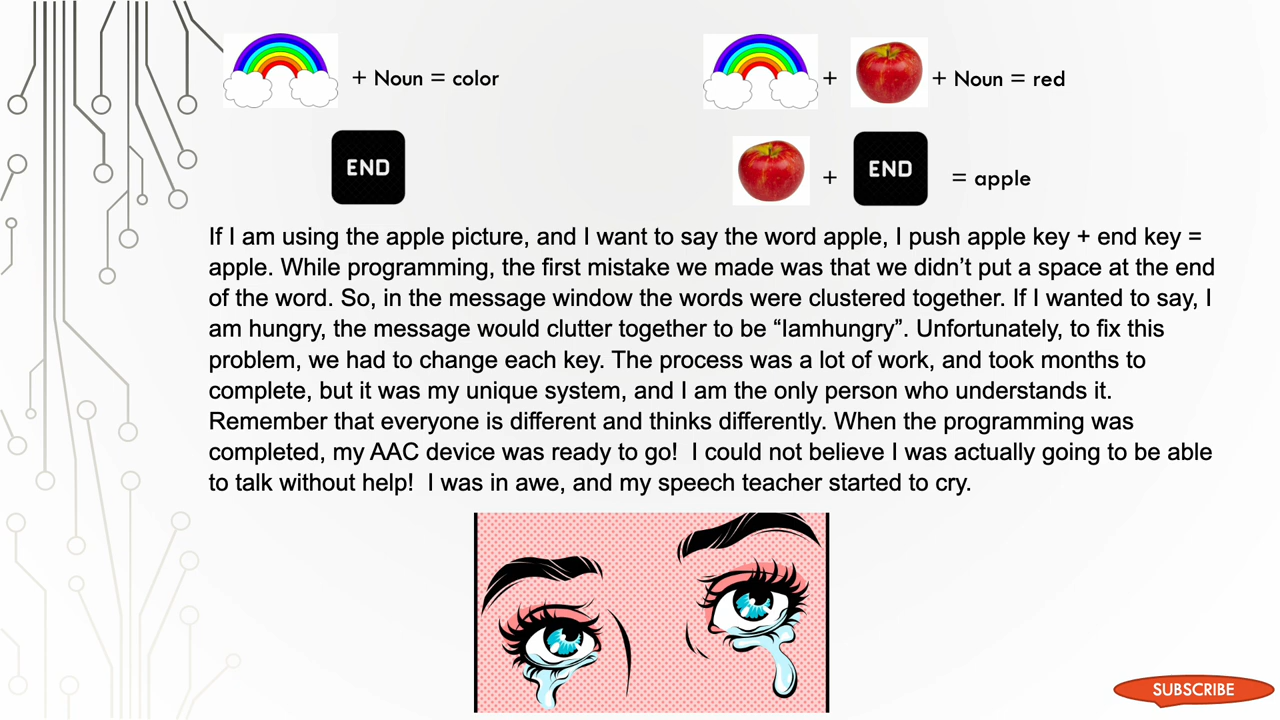 + Noun = color
+ + Noun = red
END
+ END = apple
If I am using the apple picture, and I want to say the word apple, I push apple key + end key =
apple. While programming, the first mistake we made was that we didn’t put a space at the end
of the word. So, in the message window the words were clustered together. If I wanted to say, I
am hungry, the message would clutter together to be “Iamhungry”. Unfortunately, to fix this
problem, we had to change each key. The process was a lot of work, and took months to
complete, but it was my unique system, and I am the only person who understands it.
Remember that everyone is different and thinks differently. When the programming was
completed, my AAC device was ready to go!  I could not believe I was actually going to be able
to talk without help!  I was in awe, and my speech teacher started to cry.
SUBSCRIBE